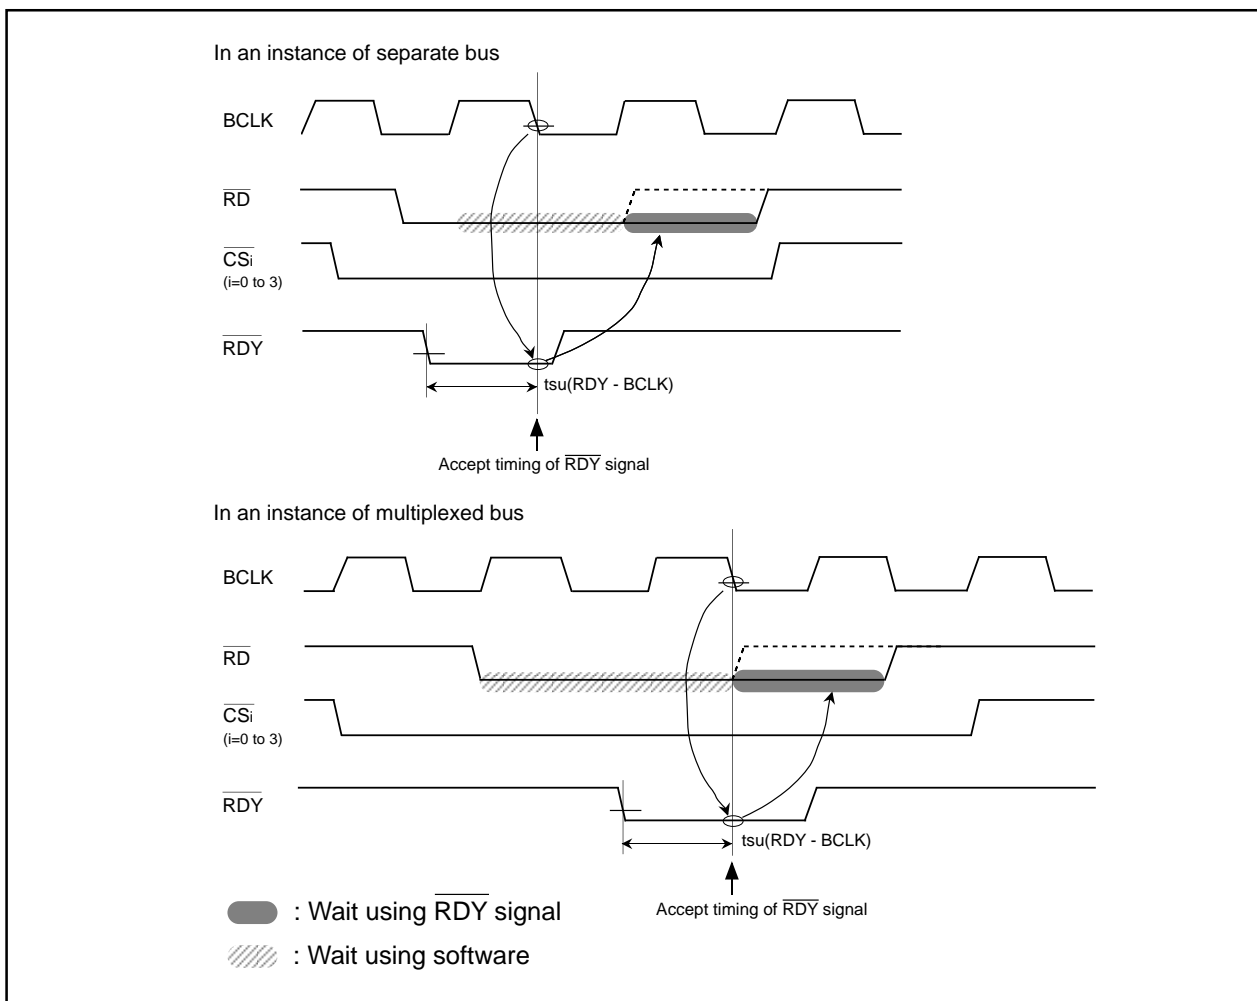 In an instance of separate bus
BCLK
RD
CSi
(i=0 to 3)
RDY
tsu(RDY - BCLK)
Accept timing of RDY signal
In an instance of multiplexed bus
BCLK
RD
CSi
(i=0 to 3)
RDY
tsu(RDY - BCLK)
Accept timing of RDY signal
: Wait using RDY signal
: Wait using software